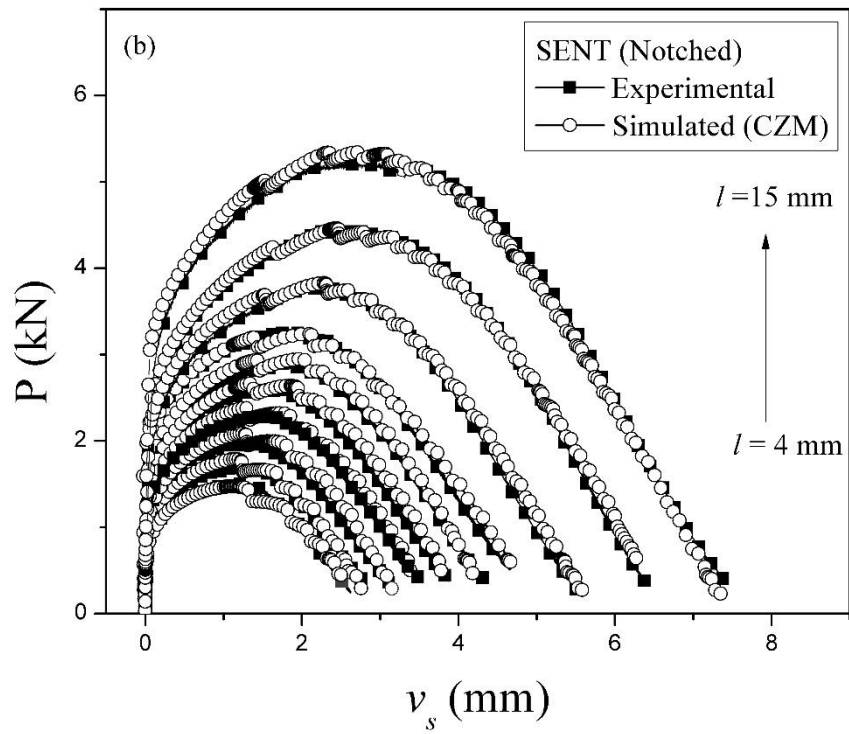 (b)
SENT (Notched)
Experimental
Simulated (CZM)
l =15 mm
l = 4 mm
P (kN)
6
4
2
0
0
2
4
6
8
v_s (mm)